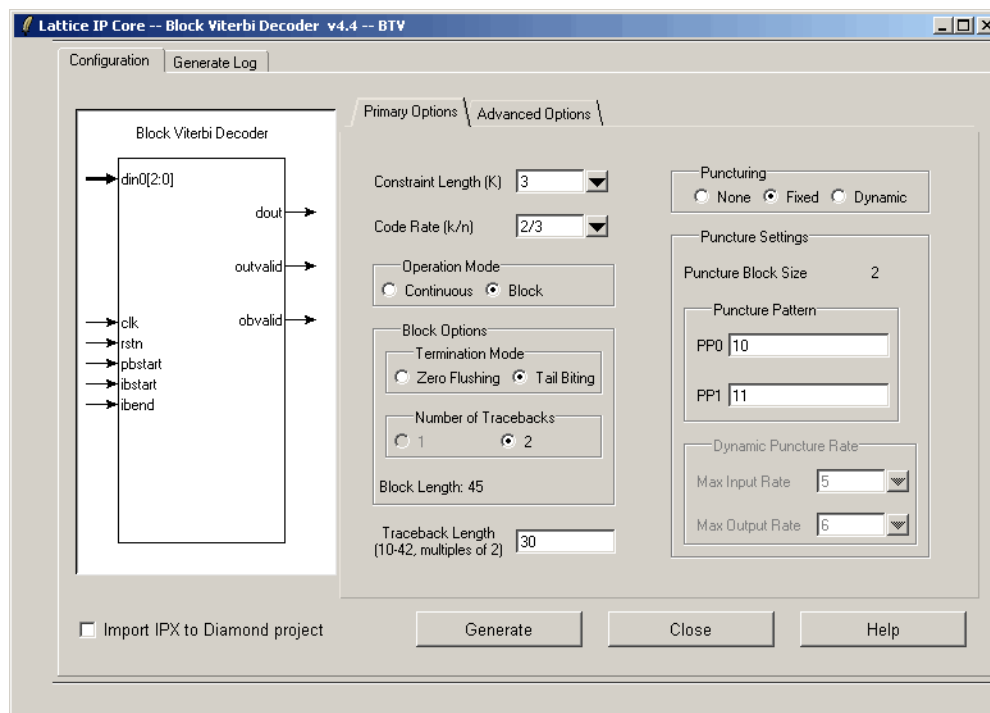 Lattice IP Core -- Block Viterbi Decoder v4.4 -- BTV
Configuration
Generate Log
Block Viterbi Decoder
din0[2:0]
dout
outvalid
obvalid
clk
rstn
pbstart
ibstart
ibend
Primary Options
Advanced Options
Constraint Length (K) 3
Code Rate (k/n) 2/3
Operation Mode
Continuous Block
Block Options
Termination Mode
Zero Flushing Tail Biting
Number of Tracebacks
1 2
Block Length: 45
Traceback Length
(10-42, multiples of 2) 30
Puncturing
None Fixed Dynamic
Puncture Settings
Puncture Block Size 2
Puncture Pattern
PP0 10
PP1 11
Dynamic Puncture Rate
Max Input Rate 5
Max Output Rate 6
Import IPX to Diamond project
Generate
Close
Help